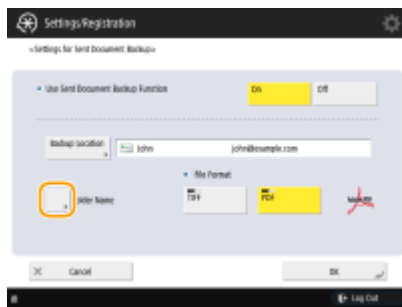 Settings/Registration
<Settings for Sent Document Backup>
Use Sent Document Backup Function
On
Off
Backup Location
John
john@example.com
File Format
older Name
TIFF
PDF
Cancel
OK
Log Out